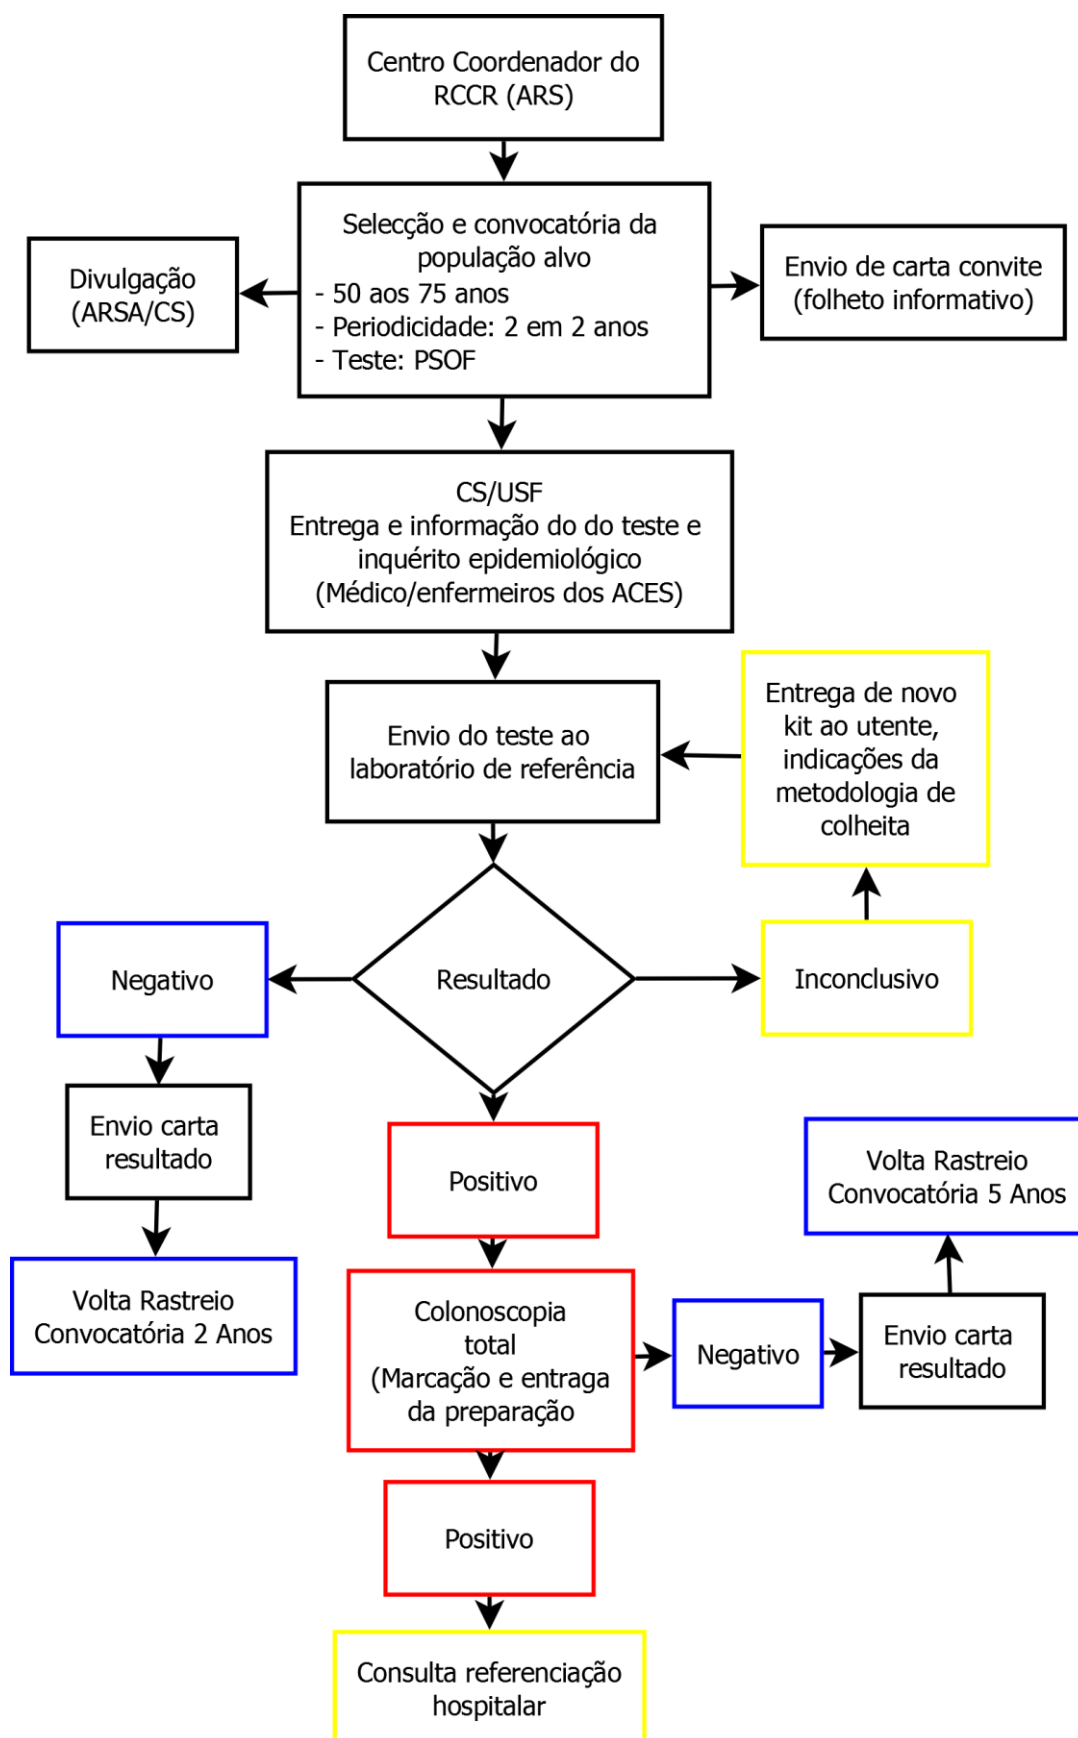 Centro Coordenador do
RCCR (ARS)
Selecção e convocatória da
população alvo
- 50 aos 75 anos
- Periodicidade: 2 em 2 anos
- Teste: PSOF
Divulgação
(ARSA/CS)
Envio de carta convite
(folheto informativo)
CS/USF
Entrega e informação do do teste e
inquérito epidemiológico
(Médico/enfermeiros dos ACES)
Envio do teste ao
laboratório de referência
Entrega de novo
kit ao utente,
indicações da
metodologia de
colheita
Negativo
Resultado
Inconclusivo
Envio carta
resultado
Volta Rastreio
Convocatória 2 Anos
Positivo
Volta Rastreio
Convocatória 5 Anos
Colonoscopia
total
(Marcação e entraga
da preparação
Negativo
Envio carta
resultado
Positivo
Consulta referenciação
hospitalar